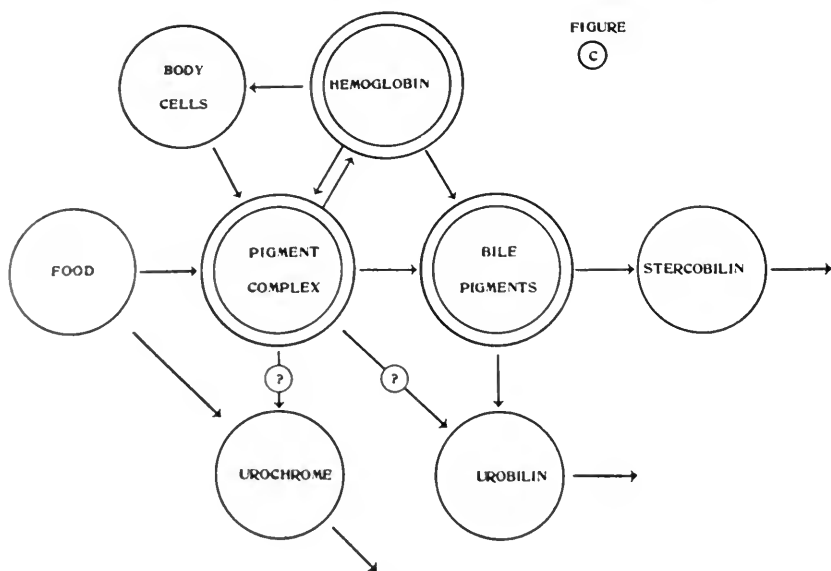 FIGURE
C
BODY
CELLS
HEMOGLOBIN
FOOD
PIGMENT
COMPLEX
BILE
PIGMENTS
STERCOBILIN
?
?
UROCHROME
UROBILIN